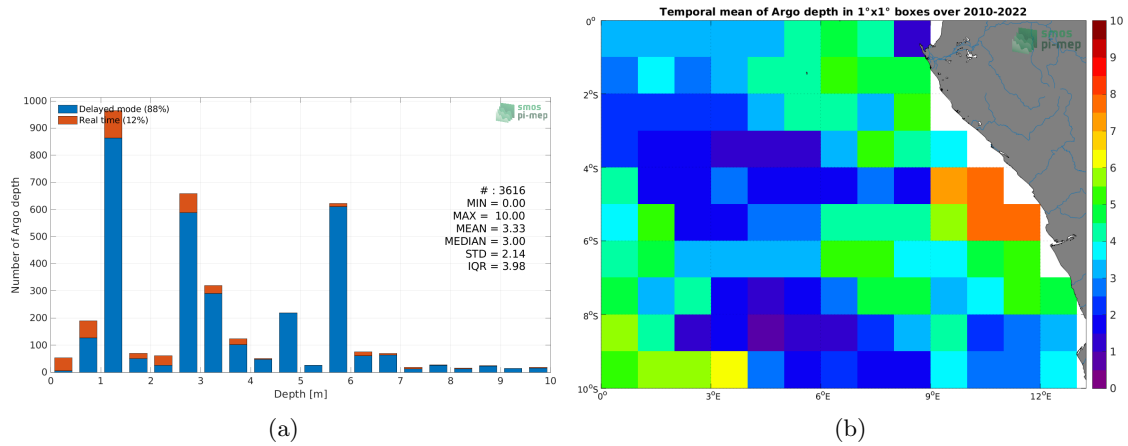 Temporal mean of Argo depth in 1°x1° boxes over 2010-2022
smos
pi-mep
Delayed mode (88%)
Real time (12%)
smos
pi-mep
# : 3616
MIN = 0.00
MAX = 10.00
MEAN = 3.33
MEDIAN = 3.00
STD = 2.14
IQR = 3.98
Number of Argo depth
1000
900
800
700
600
500
400
300
200
100
0
0 1 2 3 4 5 6 7 8 9 10
Depth [m]
(a)
0°
2°S
4°S
6°S
8°S
10°S
0° 3°E 6°E 9°E 12°E
10
9
8
7
6
5
4
3
2
1
0
(b)